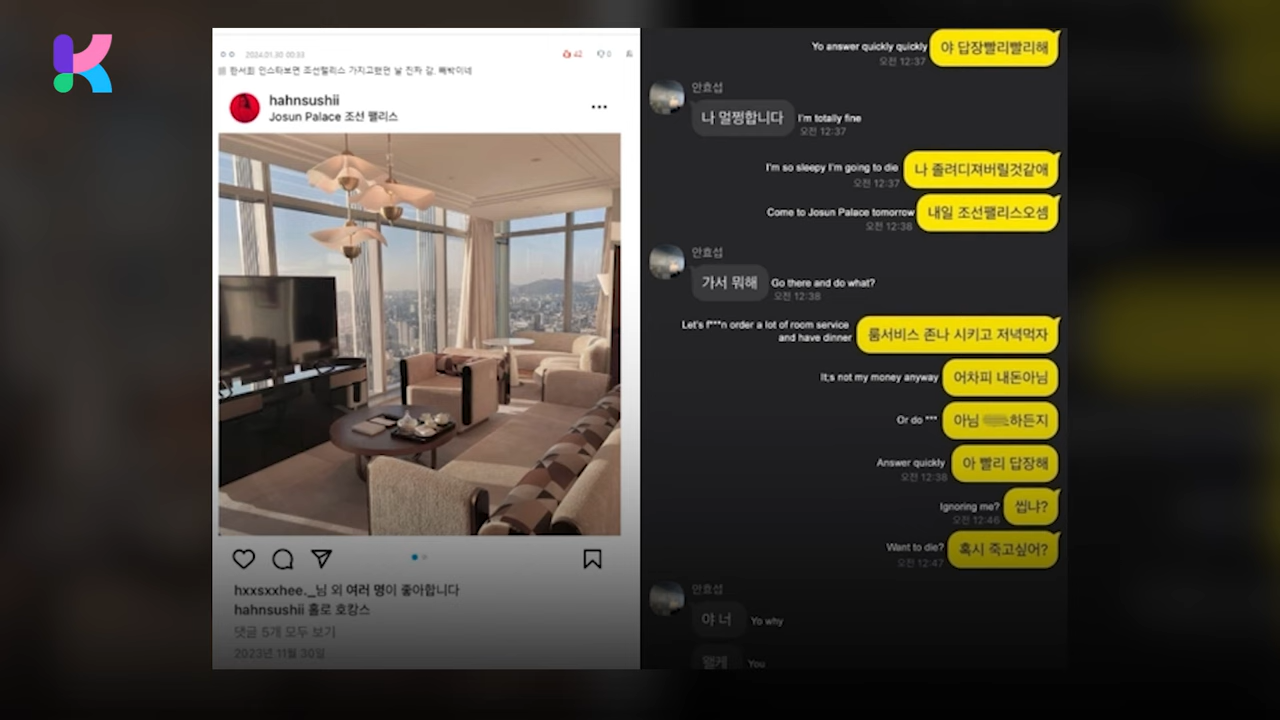 2024.01.30 00:33
42
0
한서희 인스타보면 조선팰리스 가지고했던 날 진짜 감. 빼박이네
hahnsushii
Josun Palace 조선 팰리스
hxxsxxhee._님 외 여러 명이 좋아합니다
hahnsushii 홀로 호캉스
댓글 5개 모두 보기
2023년 11월 30일
Yo answer quickly quickly
야 답장빨리빨리해
오전 12:37
안효섭
나 멀쩡합니다
I'm totally fine
오전 12:37
I'm so sleepy I'm going to die
나 졸려디져버릴것같애
오전 12:37
Come to Josun Palace tomorrow
내일 조선팰리스오셈
오전 12:38
안효섭
가서 뭐해
Go there and do what?
오전 12:38
Let's f***n order a lot of room service
and have dinner
룸서비스 존나 시키고 저녁먹자
It;s not my money anyway
어차피 내돈아님
Or do ***
아님 하든지
Answer quickly
아 빨리 답장해
오전 12:38
Ignoring me?
씹냐?
오전 12:46
Want to die?
혹시 죽고싶어?
오전 12:47
안효섭
야 너
Yo why
왤케
You